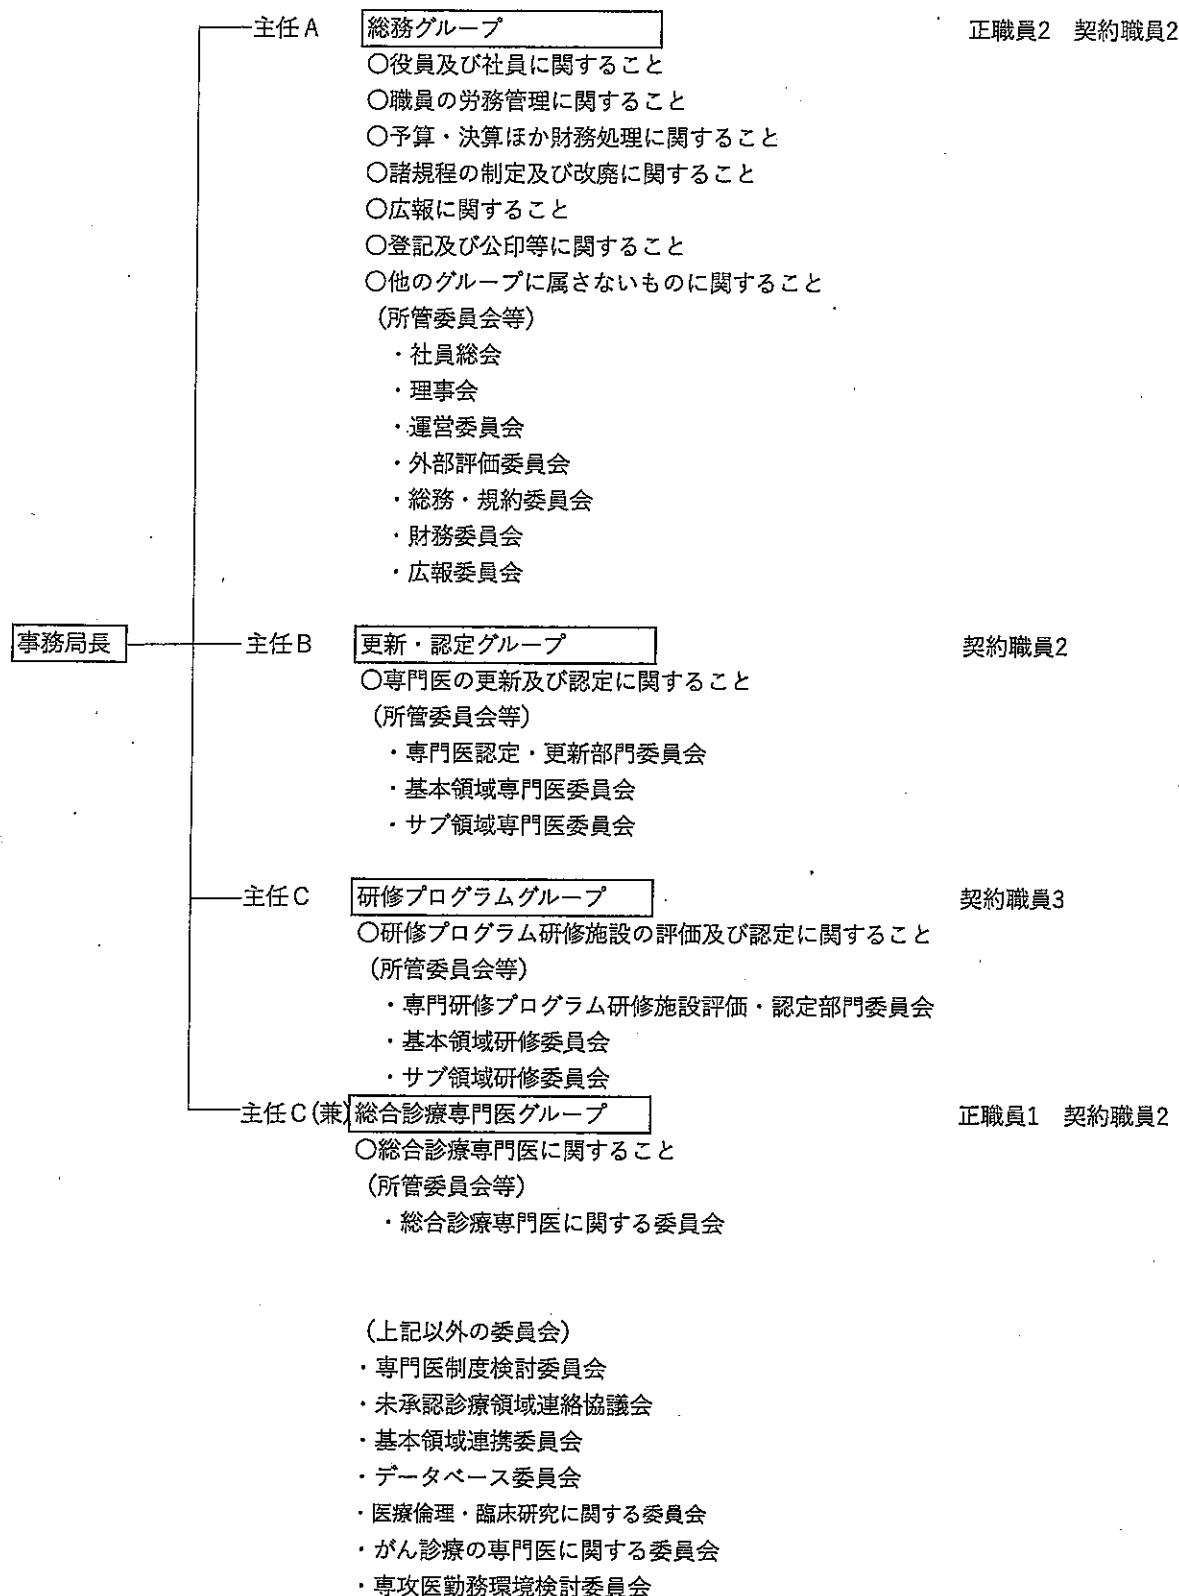 主任A 総務グループ 正職員2 契約職員2
〇役員及び社員に関すること
〇職員の労務管理に関すること
〇予算・決算ほか財務処理に関すること
〇諸規程の制定及び改廃に関すること
〇広報に関すること
〇登記及び公印等に関すること
〇他のグループに属さないものに関すること
(所管委員会等)
・社員総会
・理事会
・運営委員会
・外部評価委員会
・総務・規約委員会
・財務委員会
・広報委員会
事務局長 主任B 更新・認定グループ 契約職員2
〇専門医の更新及び認定に関すること
(所管委員会等)
・専門医認定・更新部門委員会
・基本領域専門医委員会
・サブ領域専門医委員会
主任C 研修プログラムグループ 契約職員3
〇研修プログラム研修施設の評価及び認定に関すること
(所管委員会等)
・専門研修プログラム研修施設評価・認定部門委員会
・基本領域研修委員会
・サブ領域研修委員会
主任C(兼) 総合診療専門医グループ 正職員1 契約職員2
〇総合診療専門医に関すること
(所管委員会等)
・総合診療専門医に関する委員会
(上記以外の委員会)
・専門医制度検討委員会
・未承認診療領域連絡協議会
・基本領域連携委員会
・データベース委員会
・医療倫理・臨床研究に関する委員会
・がん診療の専門医に関する委員会
・専攻医勤務環境検討委員会